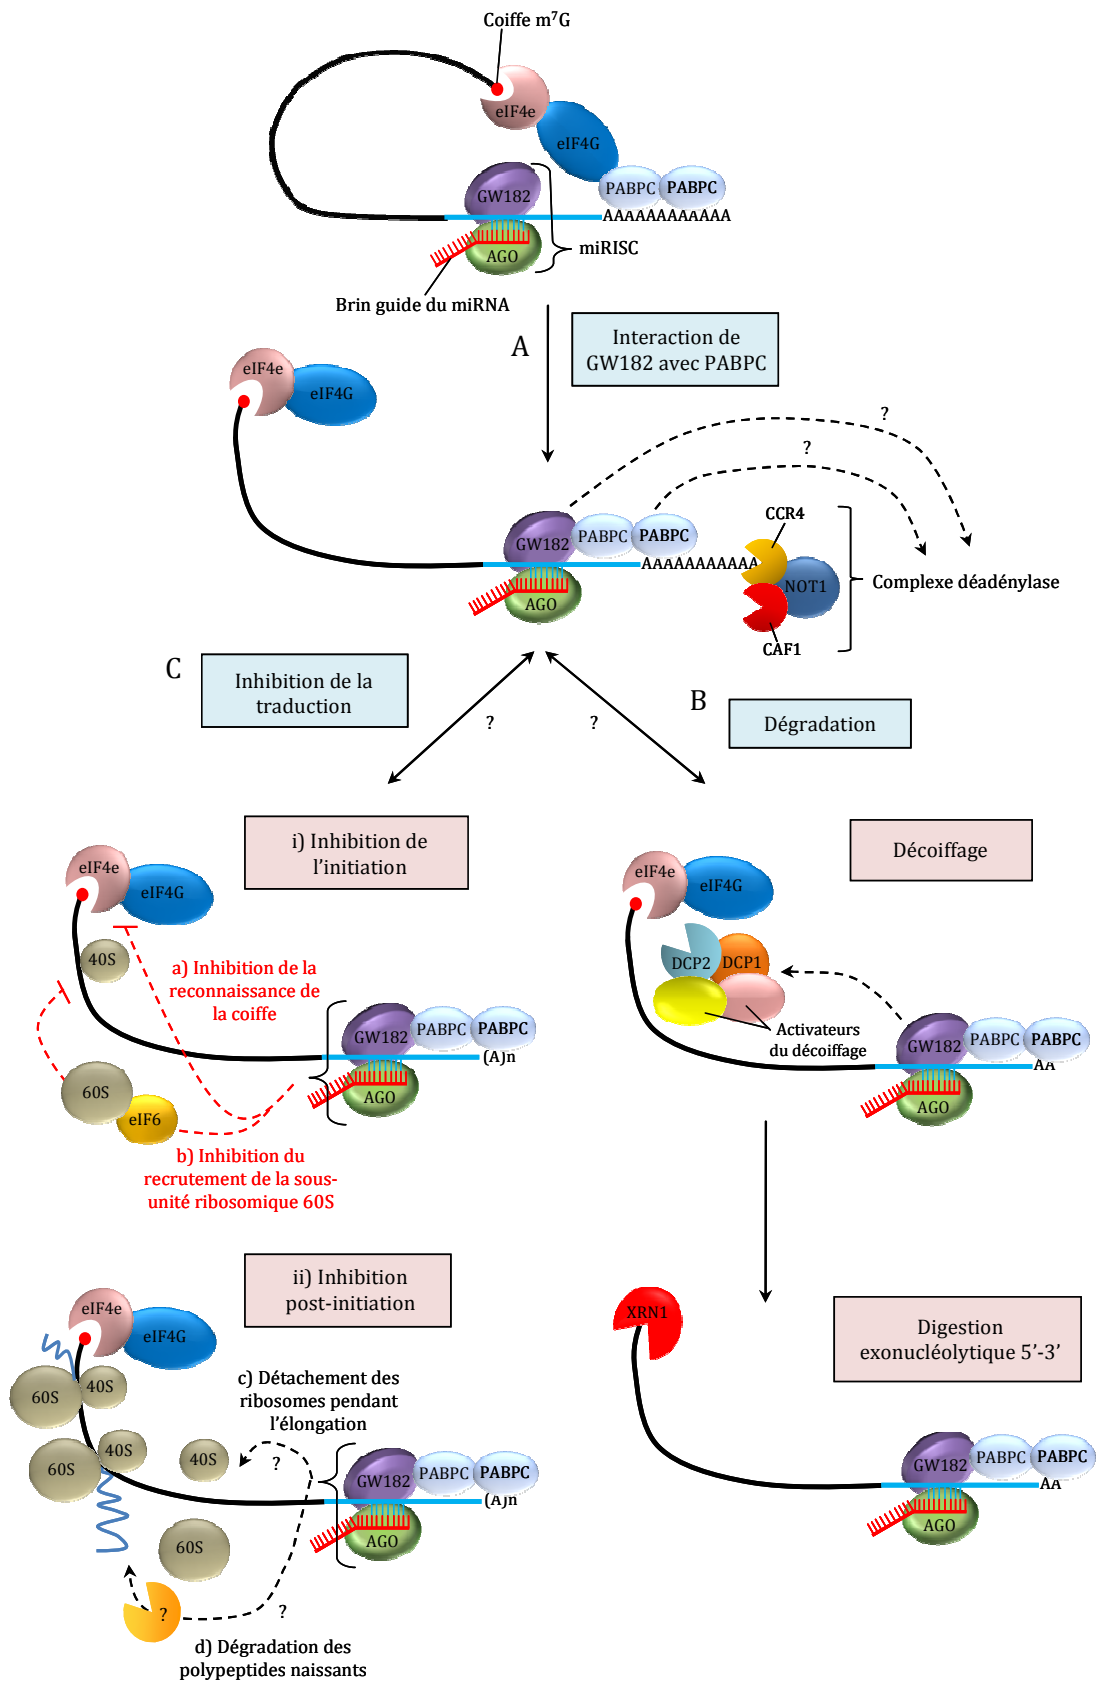 Coiffe m⁷G
eIF4e
eIF4G
GW182
PABPC
PABPC
AAAAAAAAAAAA
AGO
miRISC
Brin guide du miRNA
A
Interaction de
GW182 avec PABPC
eIF4e
eIF4G
?
?
CCR4
GW182
PABPC
PABPC
AAAAAAAAAAA
NOT1
Complexe déadénylase
AGO
CAF1
C
Inhibition de la
traduction
B
Dégradation
?
?
i) Inhibition de
l’initiation
eIF4e
eIF4G
40S
a) Inhibition de la
reconnaissance de
la coiffe
GW182
PABPC
PABPC
(A)n
AGO
60S
eIF6
b) Inhibition du
recrutement de la sous-
unité ribosomique 60S
Décoiffage
eIF4e
eIF4G
DCP2
DCP1
Activateurs
du décoiffage
GW182
PABPC
PABPC
AA
AGO
ii) Inhibition
post-initiation
eIF4e
eIF4G
60S
40S
c) Détachement des
ribosomes pendant
l’élongation
60S
40S
40S
?
GW182
PABPC
PABPC
(A)n
AGO
60S
?
?
d) Dégradation des
polypeptides naissants
XRN1
Digestion
exonucléolytique 5’-3’
GW182
PABPC
PABPC
AA
AGO